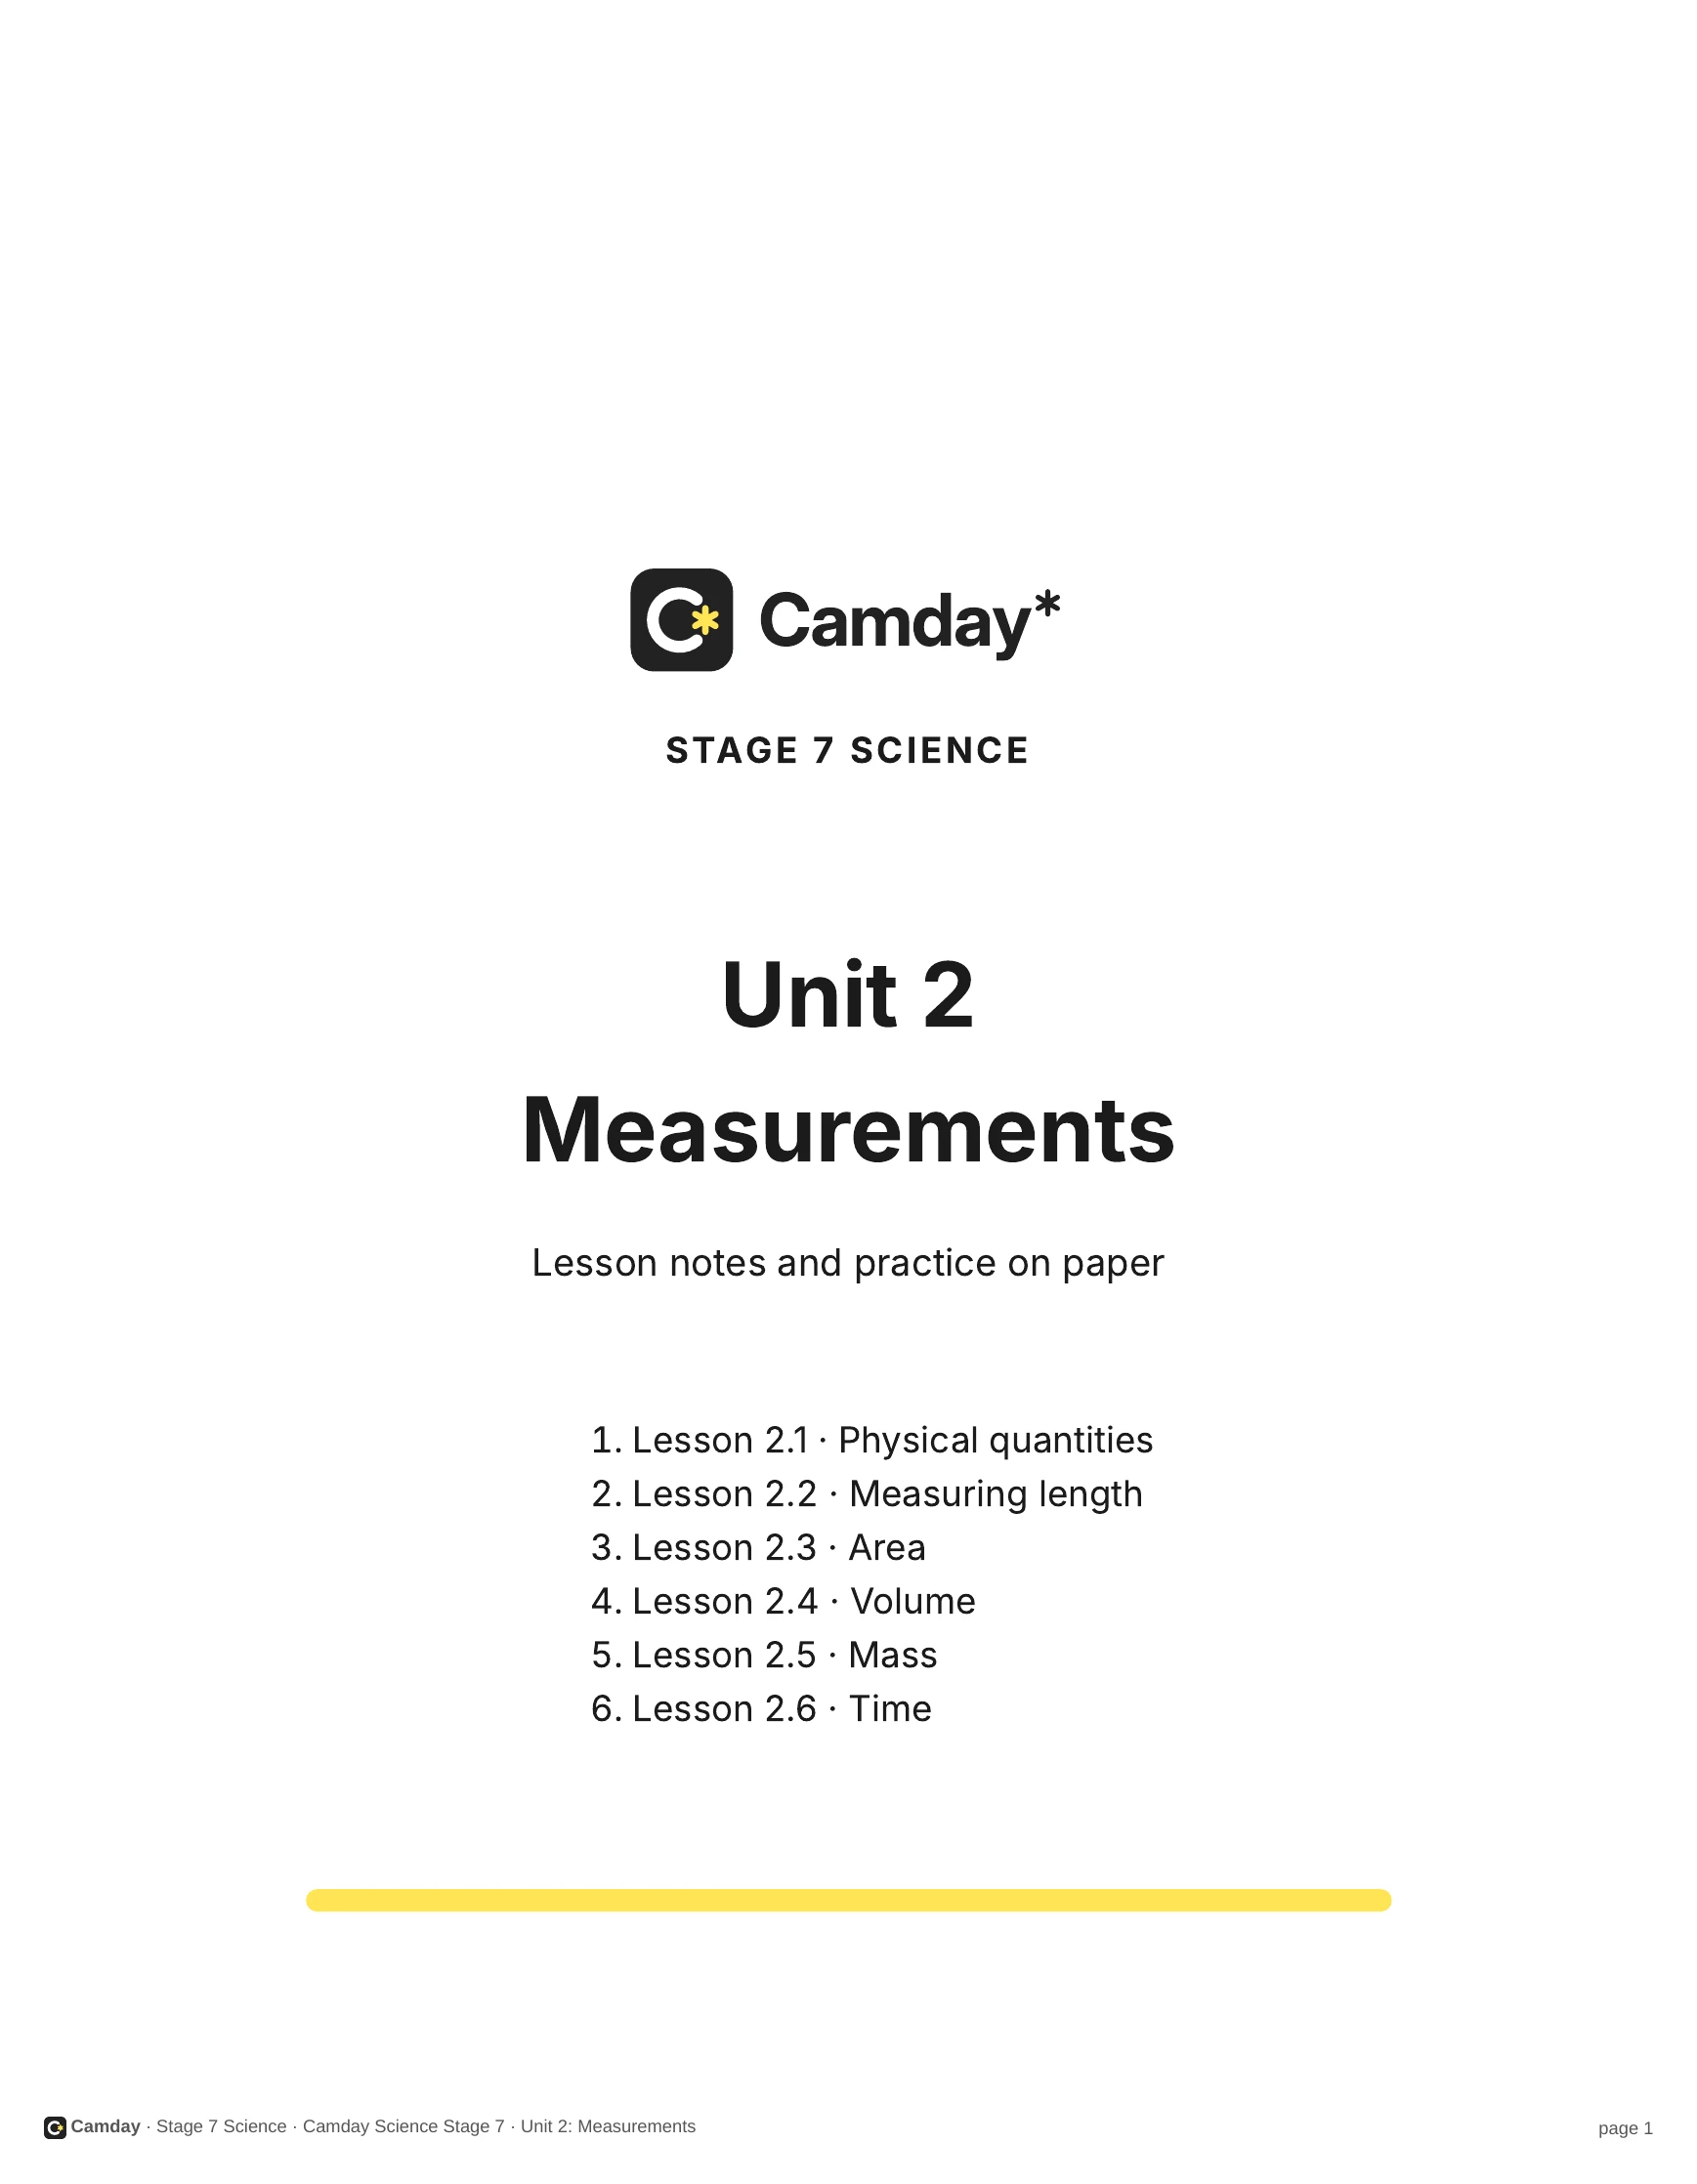 Camday*
STAGE 7 SCIENCE
Unit 2
Measurements
Lesson notes and practice on paper
1. Lesson 2.1 · Physical quantities
2. Lesson 2.2 · Measuring length
3. Lesson 2.3 · Area
4. Lesson 2.4 · Volume
5. Lesson 2.5 · Mass
6. Lesson 2.6 · Time
Camday · Stage 7 Science · Camday Science Stage 7 · Unit 2: Measurements
page 1